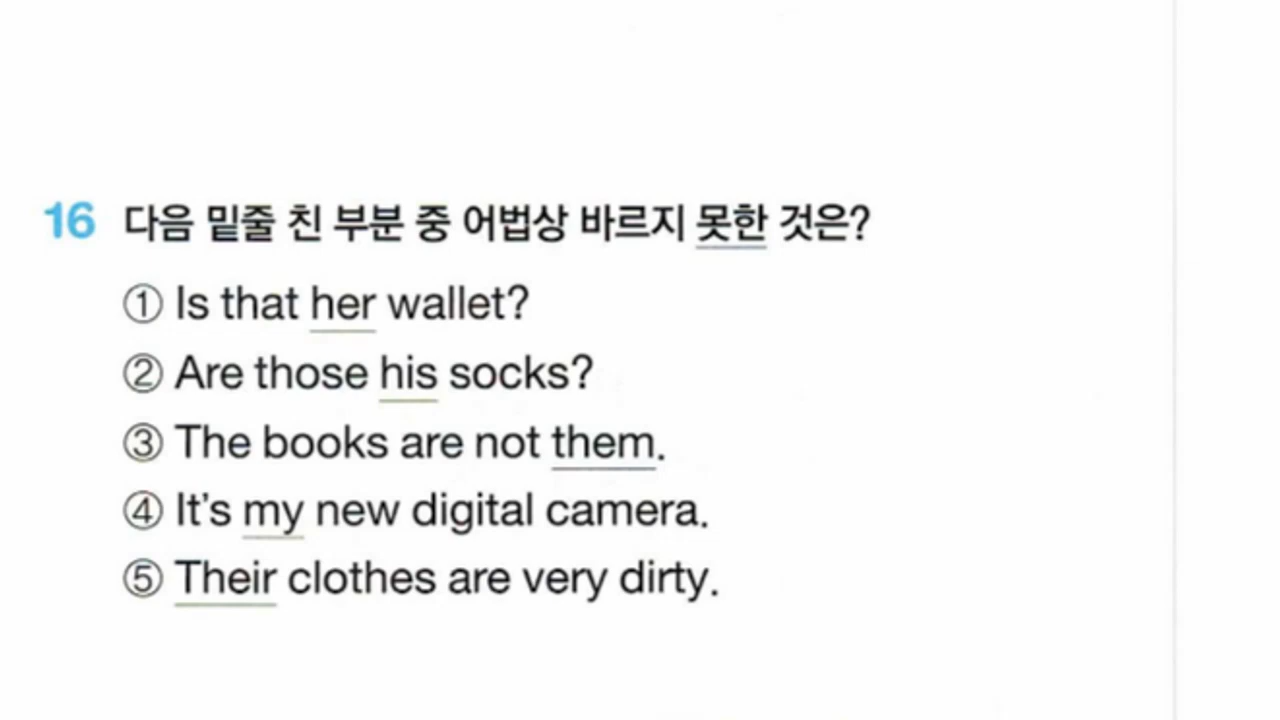 16 다음 밑줄 친 부분 중 어법상 바르지 못한 것은?
① Is that her wallet?
② Are those his socks?
③ The books are not them.
④ It's my new digital camera.
⑤ Their clothes are very dirty.